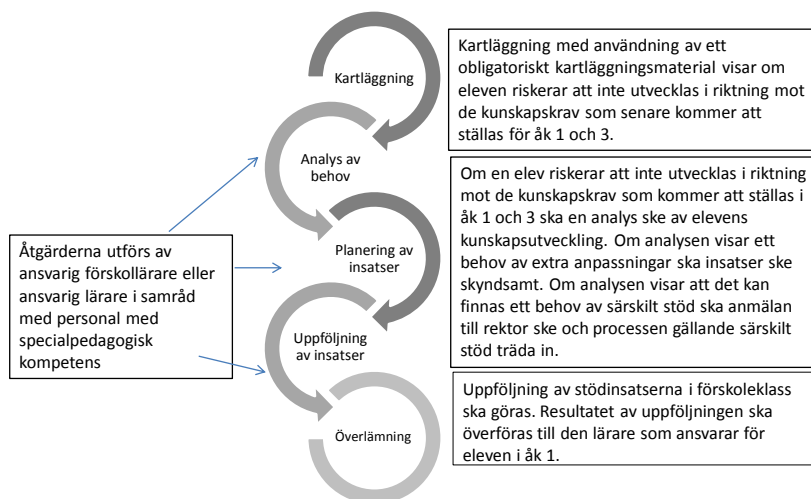 Kartläggning
Kartläggning med användning av ett
obligatoriskt kartläggningsmaterial visar om
eleven riskerar att inte utvecklas i riktning mot
de kunskapskrav som senare kommer att
ställas för åk 1 och 3.
Analys av
behov
Om en elev riskerar att inte utvecklas i riktning
mot de kunskapskrav som kommer att ställas i
åk 1 och 3 ska en analys ske av elevens
kunskapsutveckling. Om analysen visar ett
behov av extra anpassningar ska insatser ske
skyndsamt. Om analysen visar att det kan
finnas ett behov av särskilt stöd ska anmälan
till rektor ske och processen gällande särskilt
stöd träda in.
Åtgärderna utförs av
ansvarig förskollärare eller
ansvarig lärare i samråd
med personal med
specialpedagogisk
kompetens
Planering av
insatser
Uppföljning
av insatser
Uppföljning av stödinsatserna i förskoleklass
ska göras. Resultatet av uppföljningen ska
överföras till den lärare som ansvarar för
eleven i åk 1.
Överlämning